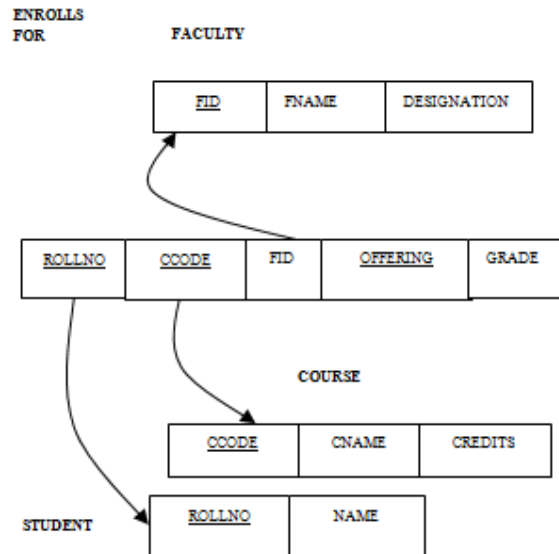 ENROLLS
FOR FACULTY
FID FNAME DESIGNATION
ROLLNO CCODE FID OFFERING GRADE
COURSE
CCODE CNAME CREDITS
STUDENT ROLLNO NAME